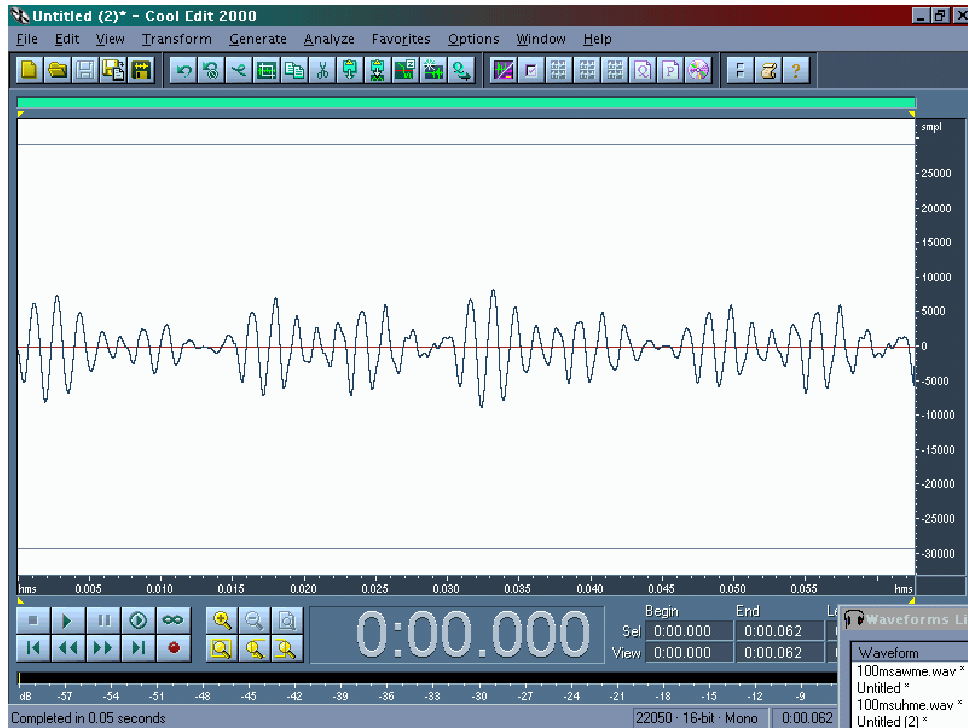 Untitled (2)* - Cool Edit 2000
File Edit View Transform Generate Analyze Favorites Options Window Help
smpl
25000
20000
15000
10000
5000
0
-5000
-10000
-15000
-20000
-25000
-30000
hms 0.005 0.010 0.015 0.020 0.025 0.030 0.035 0.040 0.045 0.050 0.055 hms
0:00.000
Begin End
Sel 0:00.000 0:00.062
View 0:00.000 0:00.062
dB -57 -54 -51 -48 -45 -42 -39 -36 -33 -30 -27 -24 -21 -18 -15 -12 -9
Completed in 0.05 seconds
22050 · 16-bit · Mono 0:00.062
Waveforms Li
Waveform
100msawme.wav *
Untitled *
100msuhme.wav *
Untitled (2) *